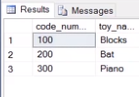 Results Messages
code_num... toy_na...
1 100 Blocks
2 200 Bat
3 300 Piano